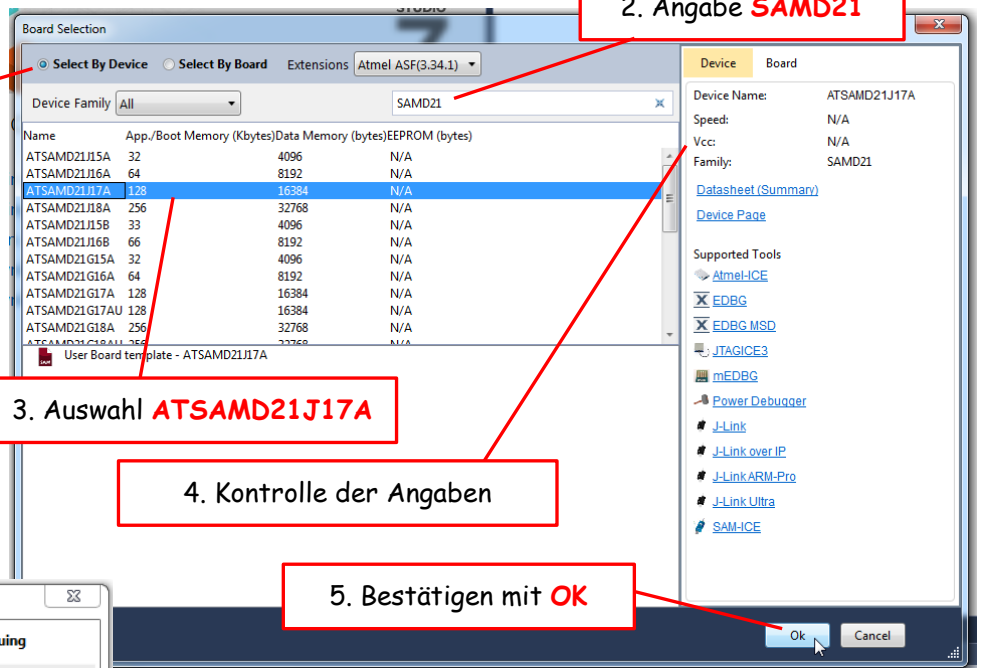 STUDIO
2. Angabe SAMD21
Board Selection
Select By Device Select By Board Extensions Atmel ASF(3.34.1)
Device Family All SAMD21
Name App./Boot Memory (Kbytes) Data Memory (bytes) EEPROM (bytes)
ATSAMD21J15A 32 4096 N/A
ATSAMD21J16A 64 8192 N/A
ATSAMD21J17A 128 16384 N/A
ATSAMD21J18A 256 32768 N/A
ATSAMD21J15B 33 4096 N/A
ATSAMD21J16B 66 8192 N/A
ATSAMD21G15A 32 4096 N/A
ATSAMD21G16A 64 8192 N/A
ATSAMD21G17A 128 16384 N/A
ATSAMD21G17AU 128 16384 N/A
ATSAMD21G18A 256 32768 N/A
ATSAMD21G18AU 256 32768 N/A
User Board template - ATSAMD21J17A
3. Auswahl ATSAMD21J17A
4. Kontrolle der Angaben
5. Bestätigen mit OK
Device Board
Device Name: ATSAMD21J17A
Speed: N/A
Vcc: N/A
Family: SAMD21
Datasheet (Summary)
Device Page
Supported Tools
Atmel-ICE
EDBG
EDBG MSD
JTAGICE3
mEDBG
Power Debugger
J-Link
J-Link over IP
J-Link ARM-Pro
J-Link Ultra
SAM-ICE
Ok Cancel
uing